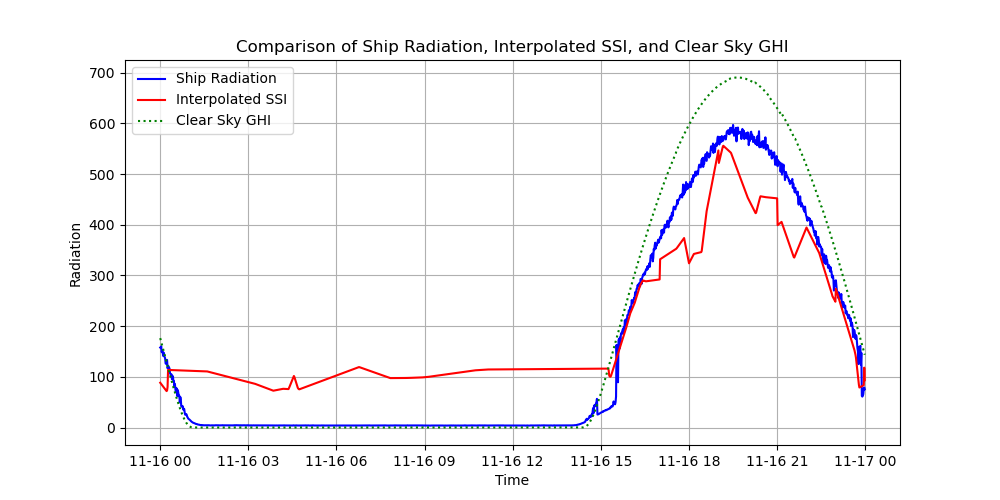 Comparison of Ship Radiation, Interpolated SSI, and Clear Sky GHI
Ship Radiation
Interpolated SSI
Clear Sky GHI
700
600
500
400
300
200
100
0
Radiation
11-16 00 11-16 03 11-16 06 11-16 09 11-16 12 11-16 15 11-16 18 11-16 21 11-17 00
Time